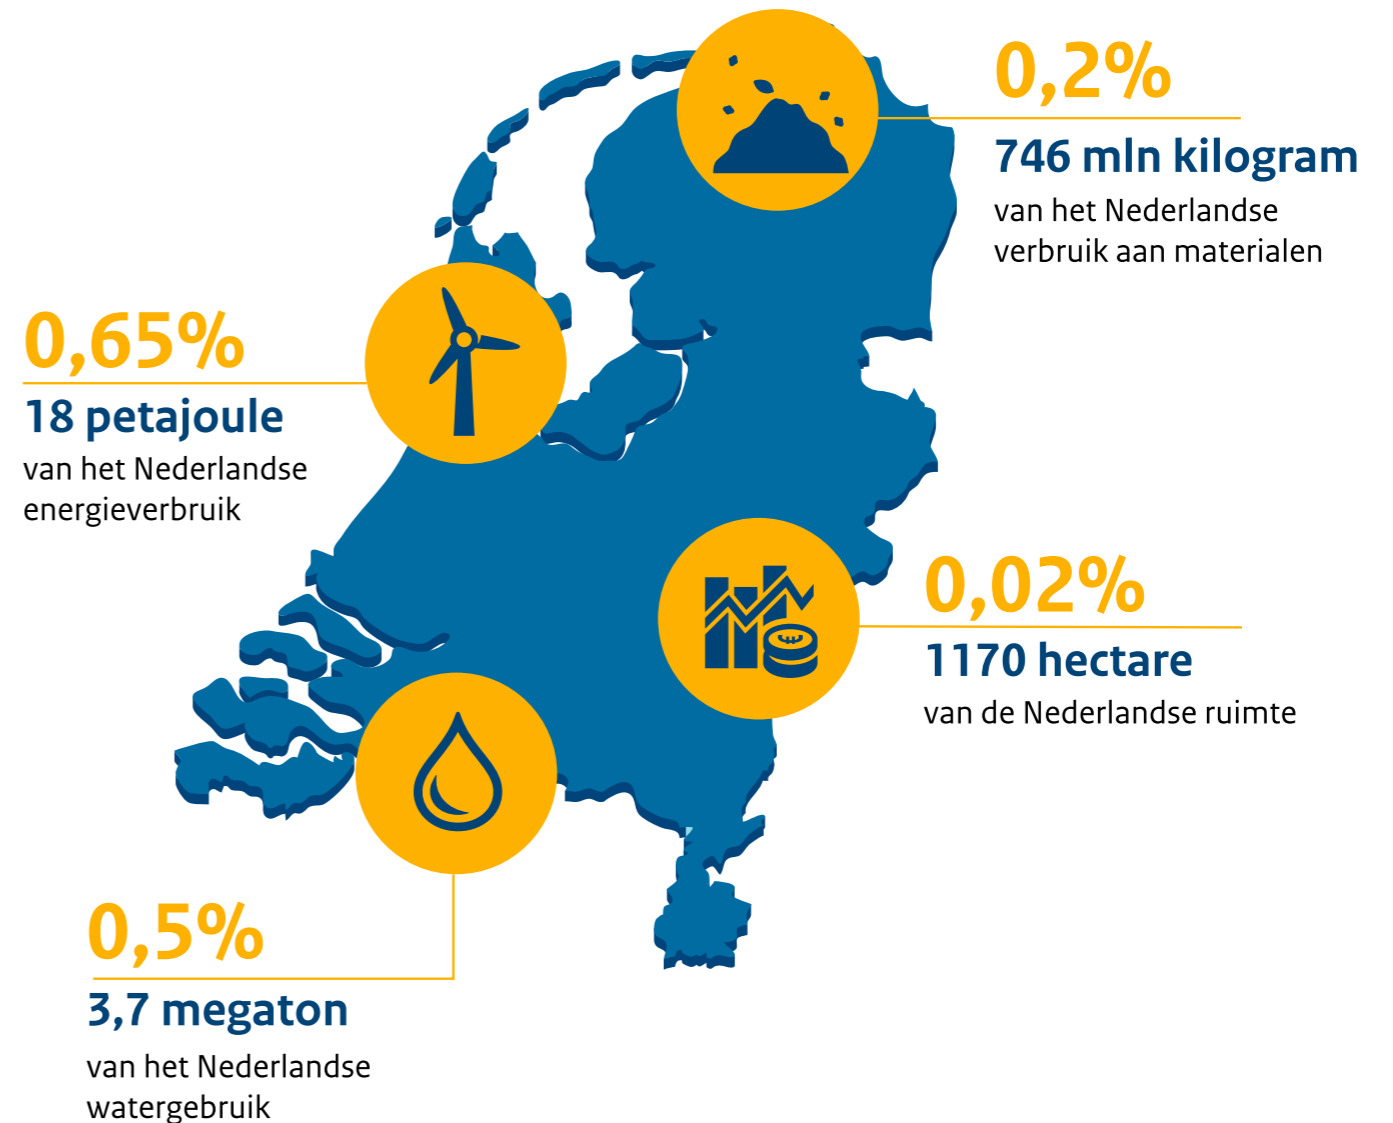 0,2%
746 mln kilogram
van het Nederlandse
verbruik aan materialen
0,65%
18 petajoule
van het Nederlandse
energieverbruik
0,02%
1170 hectare
van de Nederlandse ruimte
0,5%
3,7 megaton
van het Nederlandse
watergebruik